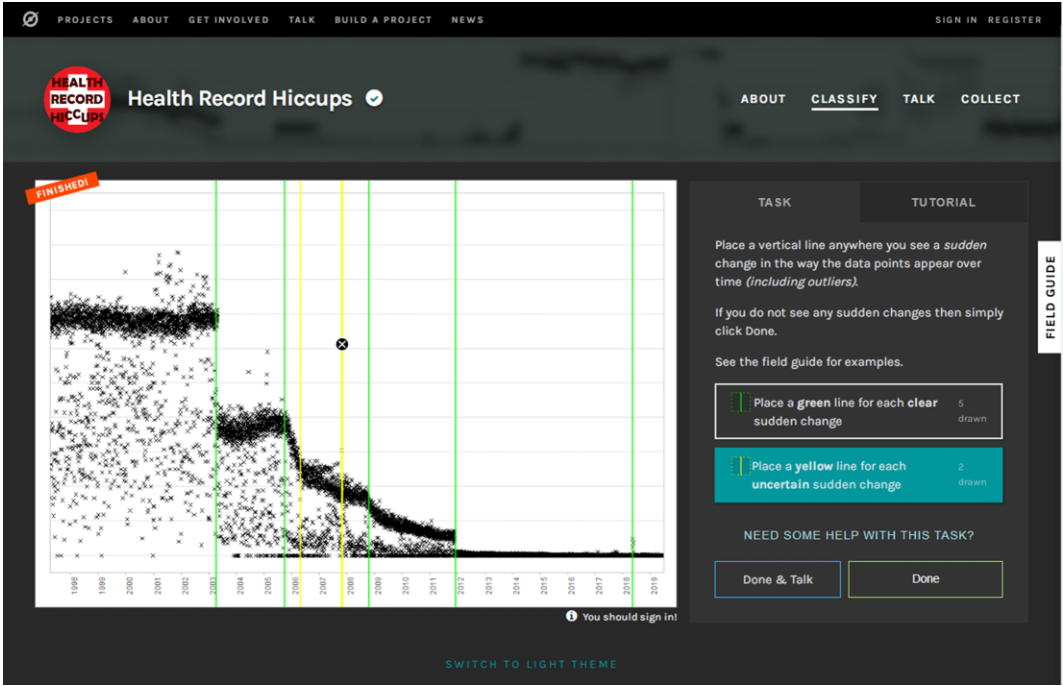 PROJECTS ABOUT GET INVOLVED TALK BUILD A PROJECT NEWS SIGN IN REGISTER
HEALTH
RECORD
HICCUPS
Health Record Hiccups
ABOUT CLASSIFY TALK COLLECT
FINISHED!
TASK TUTORIAL
Place a vertical line anywhere you see a sudden
change in the way the data points appear over
time (including outliers).
If you do not see any sudden changes then simply
click Done.
See the field guide for examples.
Place a green line for each clear
sudden change
5
drawn
Place a yellow line for each
uncertain sudden change
2
drawn
NEED SOME HELP WITH THIS TASK?
Done & Talk
Done
FIELD GUIDE
1998 1999 2000 2001 2002 2003 2004 2005 2006 2007 2008 2009 2010 2011 2012 2013 2014 2015 2016 2017 2018 2019
You should sign in!
SWITCH TO LIGHT THEME